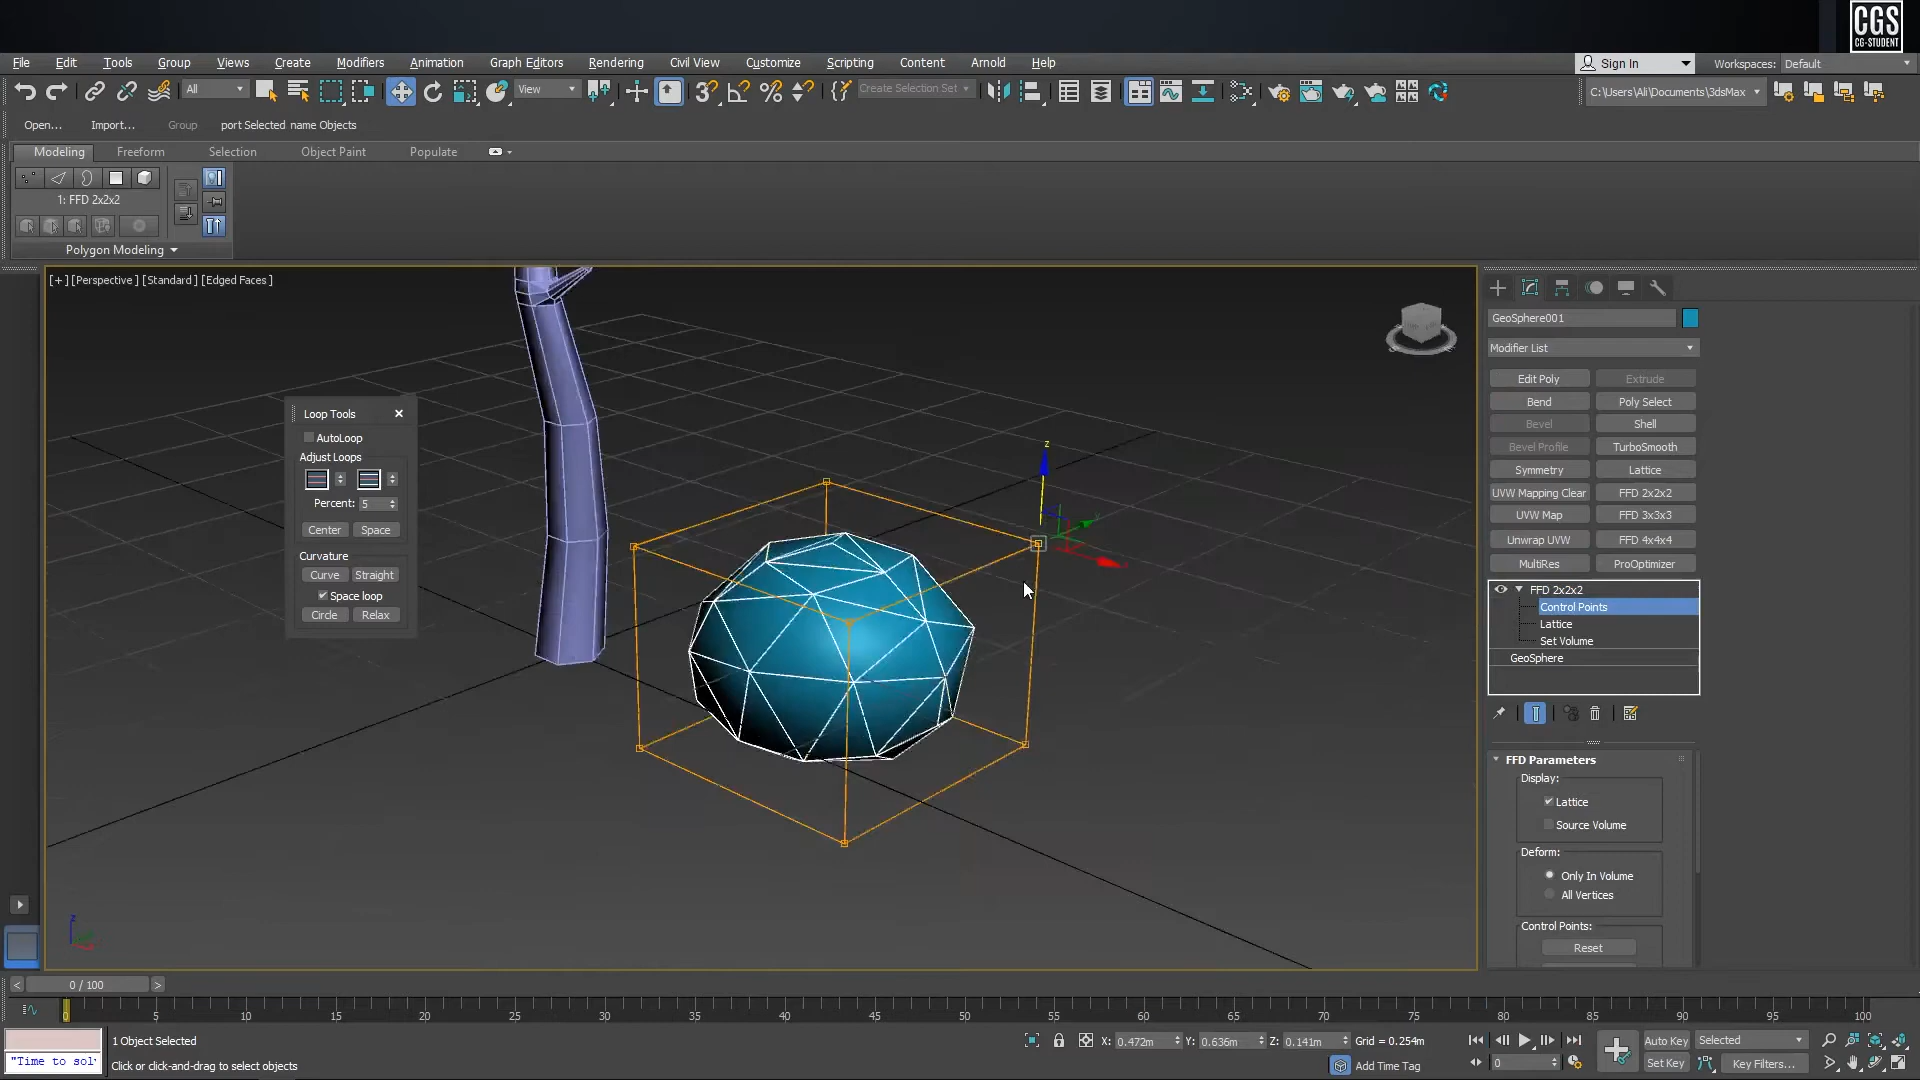 CGS
CG-STUDENT
File Edit Tools Group Views Create Modifiers Animation Graph Editors Rendering Civil View Customize Scripting Content Arnold Help
Sign In Workspaces: Default
All View Create Selection Set C:\Users\Ali\Documents\3dsMax
Open... Import... Group port Selected name Objects
Modeling Freeform Selection Object Paint Populate
1: FFD 2x2x2
Polygon Modeling
[+] [Perspective] [Standard] [Edged Faces]
Loop Tools
AutoLoop
Adjust Loops
Percent: 5
Center Space
Curvature
Curve Straight
Space loop
Circle Relax
z
y
GeoSphere001
Modifier List
Edit Poly Extrude
Bend Poly Select
Bevel Shell
Bevel Profile TurboSmooth
Symmetry Lattice
UVW Mapping Clear FFD 2x2x2
UVW Map FFD 3x3x3
Unwrap UVW FFD 4x4x4
MultiRes ProOptimizer
FFD 2x2x2
Control Points
Lattice
Set Volume
GeoSphere
FFD Parameters
Display:
Lattice
Source Volume
Deform:
Only In Volume
All Vertices
Control Points:
Reset
z
< 0 / 100 >
0 5 10 15 20 25 30 35 40 45 50 55 60 65 70 75 80 85 90 95 100
1 Object Selected
X: 0.472m Y: 0.636m Z: 0.141m Grid = 0.254m
Auto Key Selected
"Time to sol
Click or click-and-drag to select objects
Add Time Tag
0
Set Key Key Filters...